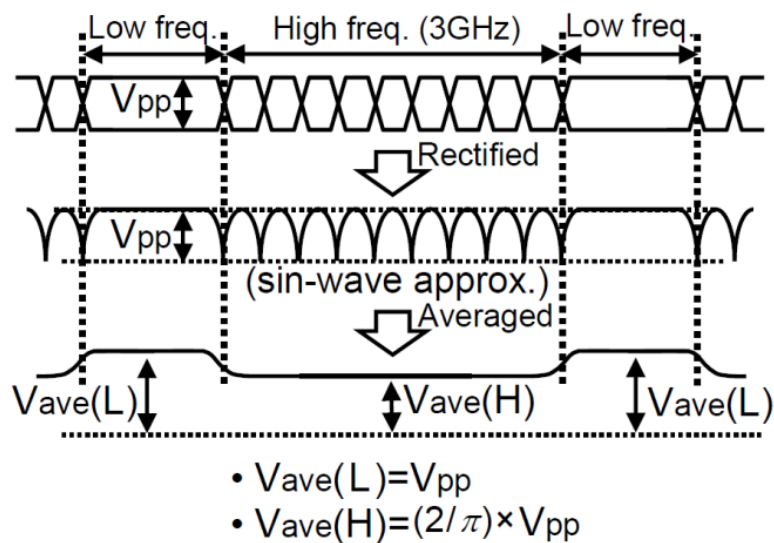 Low freq. High freq. (3GHz) Low freq.
Vpp
Rectified
Vpp
(sin-wave approx.)
Averaged
Vave(L) Vave(H) Vave(L)
• Vave(L)=Vpp
• Vave(H)=(2/π)×Vpp